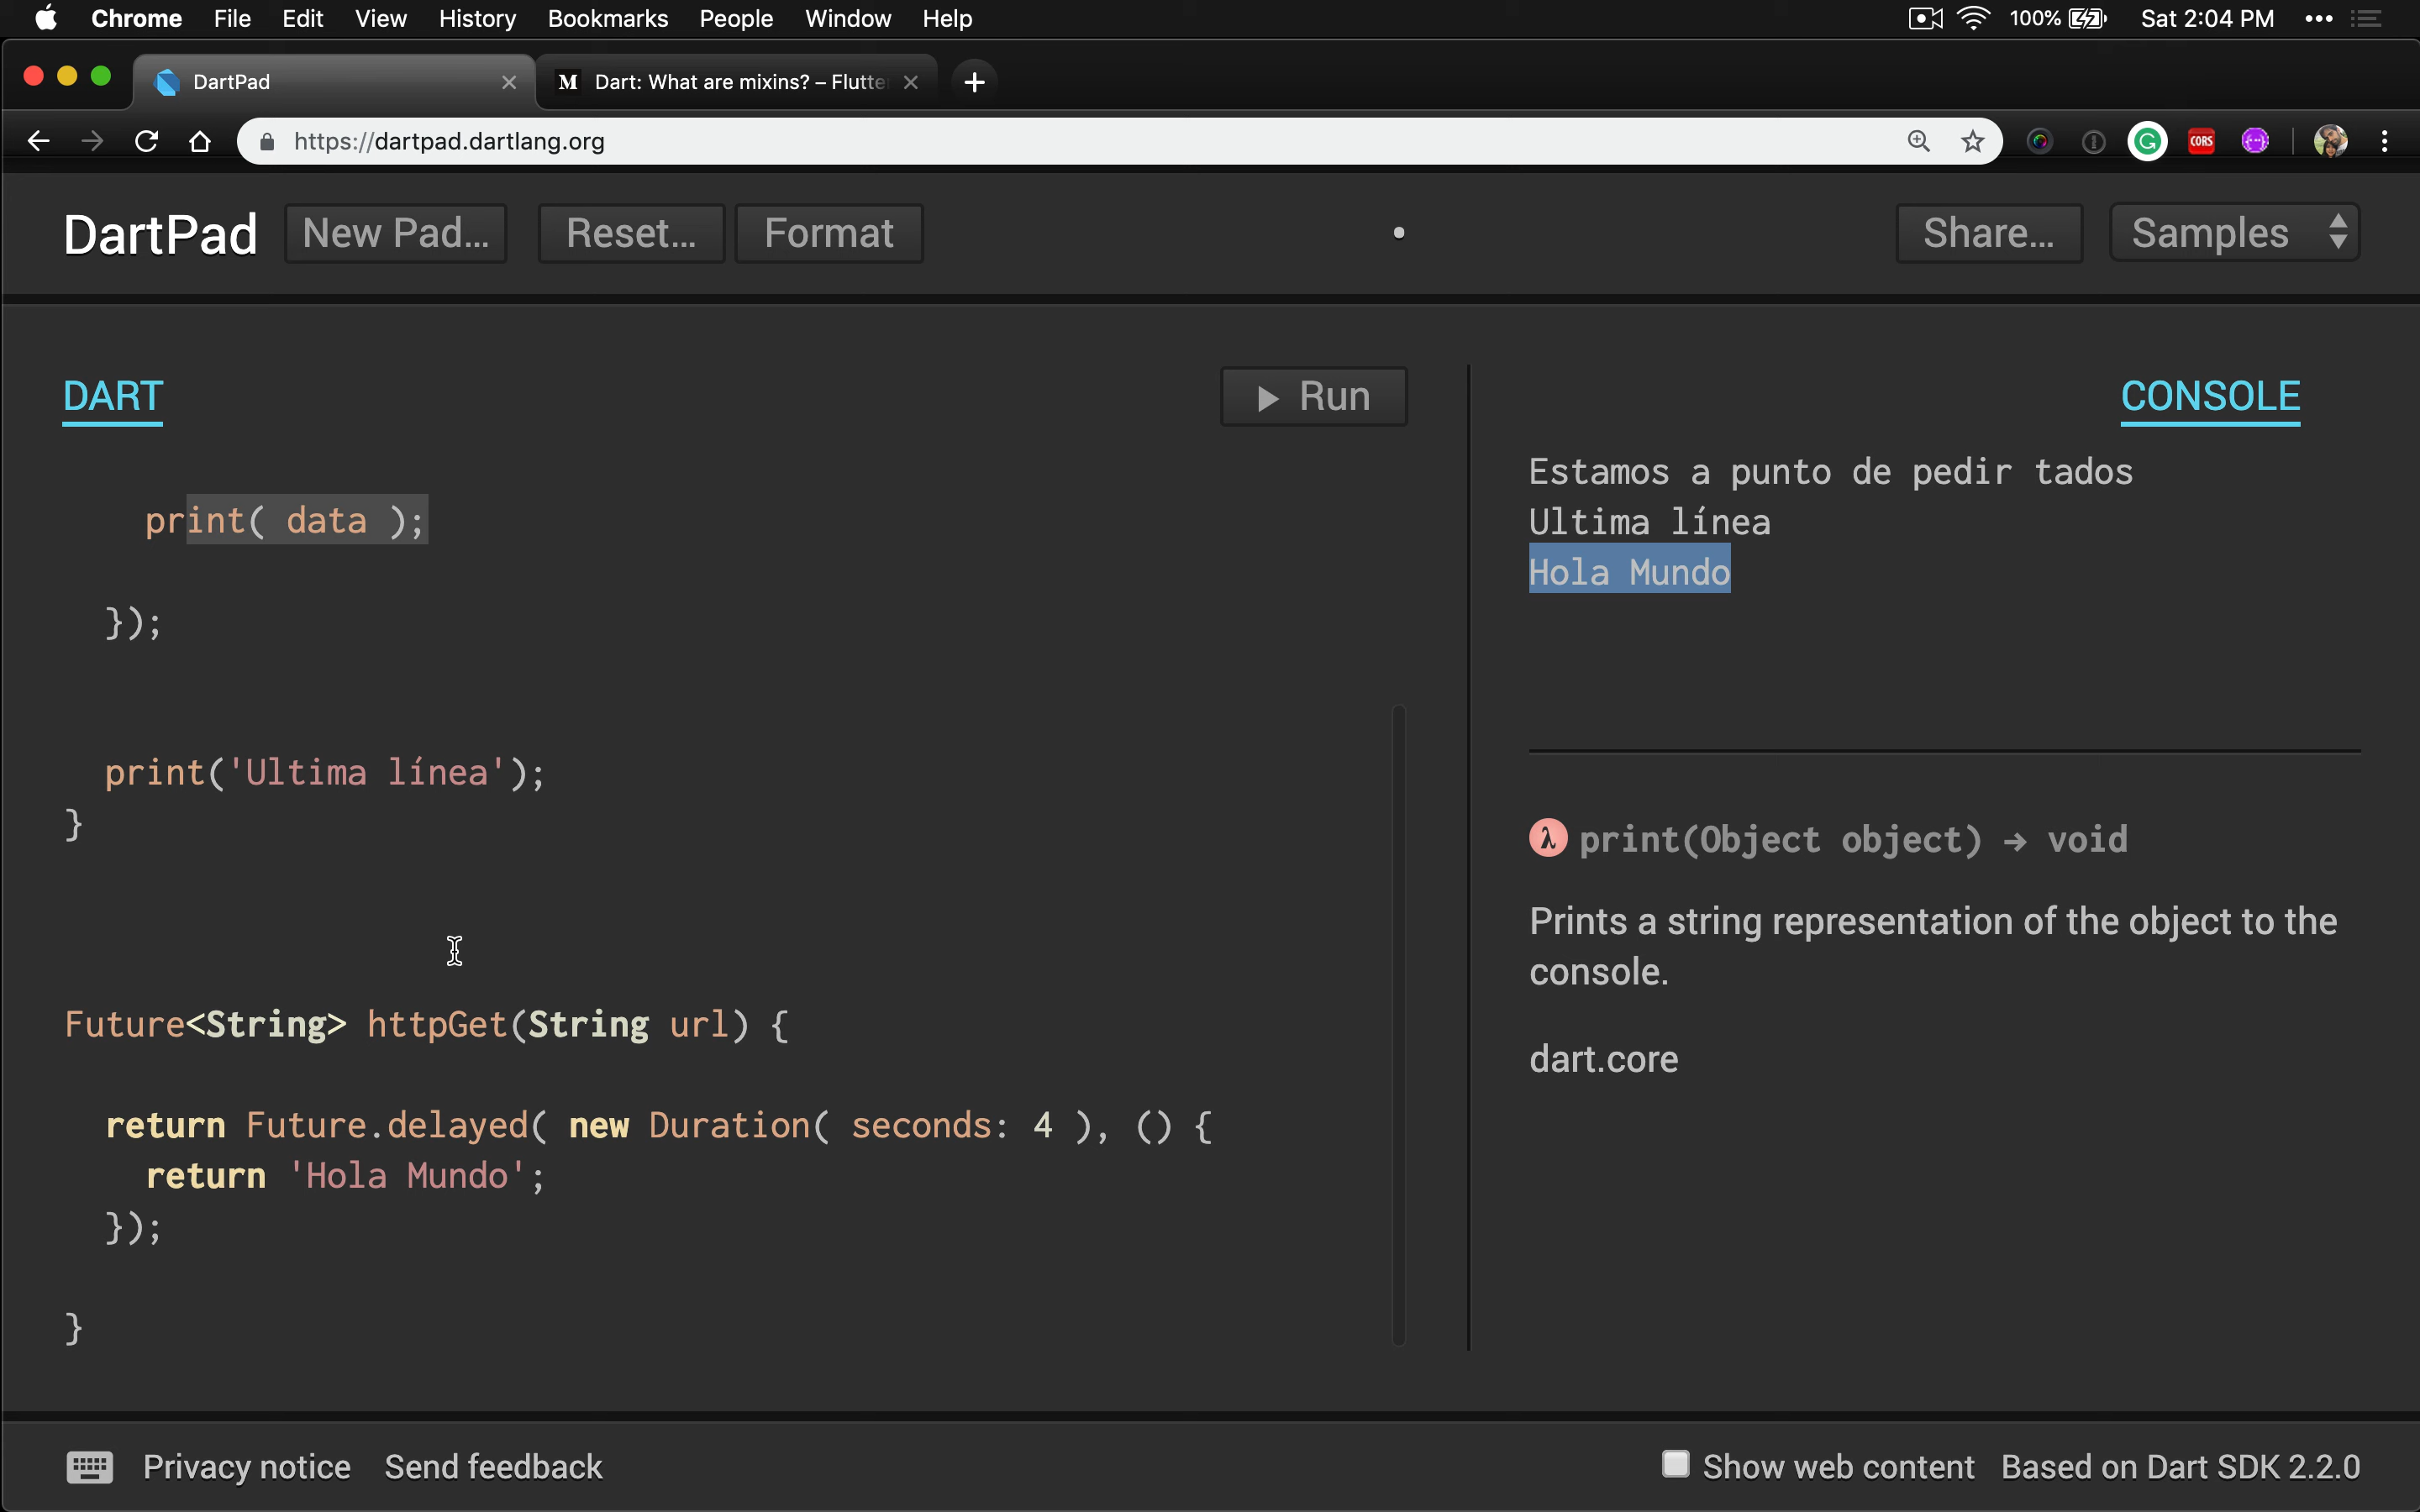 Chrome File Edit View History Bookmarks People Window Help 100% Sat 2:04 PM
DartPad M Dart: What are mixins? – Flutte
https://dartpad.dartlang.org CORS
DartPad New Pad... Reset... Format Share... Samples
DART Run CONSOLE
print( data );
});
print('Ultima línea');
}
Future<String> httpGet(String url) {
return Future.delayed( new Duration( seconds: 4 ), () {
return 'Hola Mundo';
});
}
Estamos a punto de pedir tados
Ultima línea
Hola Mundo
λ print(Object object) → void
Prints a string representation of the object to the
console.
dart.core
Privacy notice Send feedback Show web content Based on Dart SDK 2.2.0